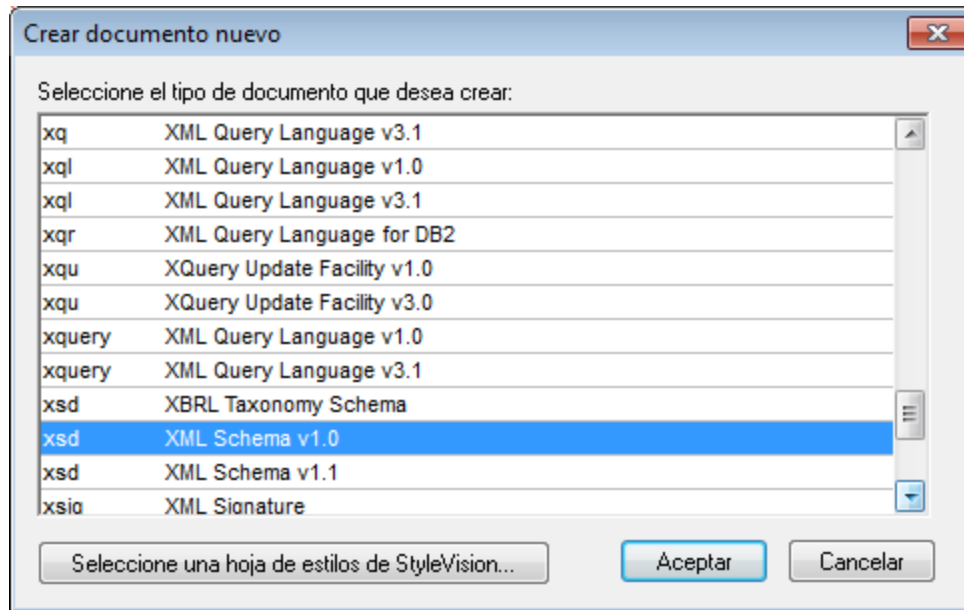 Crear documento nuevo
Seleccione el tipo de documento que desea crear:
xq XML Query Language v3.1
xql XML Query Language v1.0
xql XML Query Language v3.1
xqr XML Query Language for DB2
xqu XQuery Update Facility v1.0
xqu XQuery Update Facility v3.0
xquery XML Query Language v1.0
xquery XML Query Language v3.1
xsd XBRL Taxonomy Schema
xsd XML Schema v1.0
xsd XML Schema v1.1
xsig XML Signature
Seleccione una hoja de estilos de StyleVision... Aceptar Cancelar